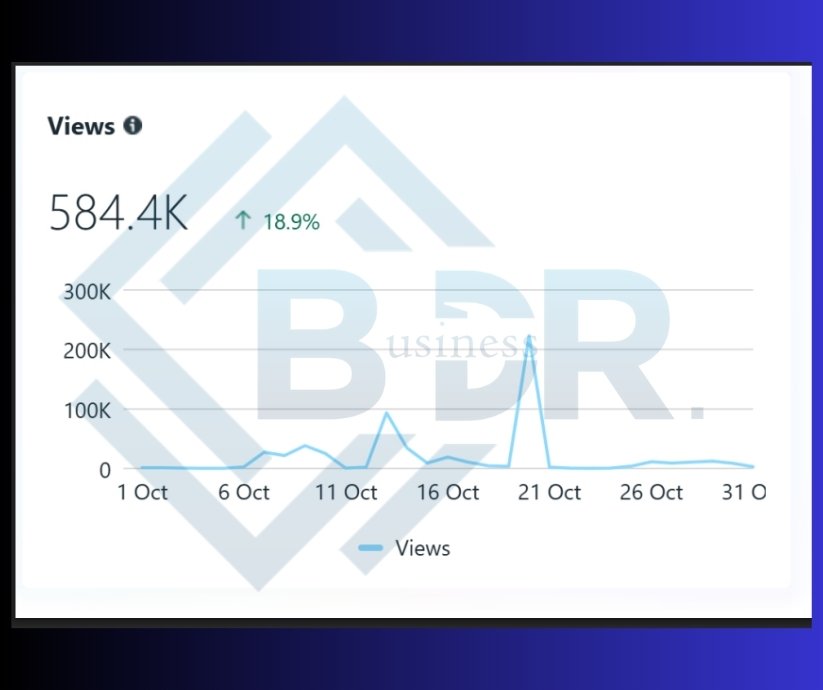 Views
584.4K
↑ 18.9%
300K
200K
100K
0
1 Oct 6 Oct 11 Oct 16 Oct 21 Oct 26 Oct 31 O
Views
BDR.
usiness